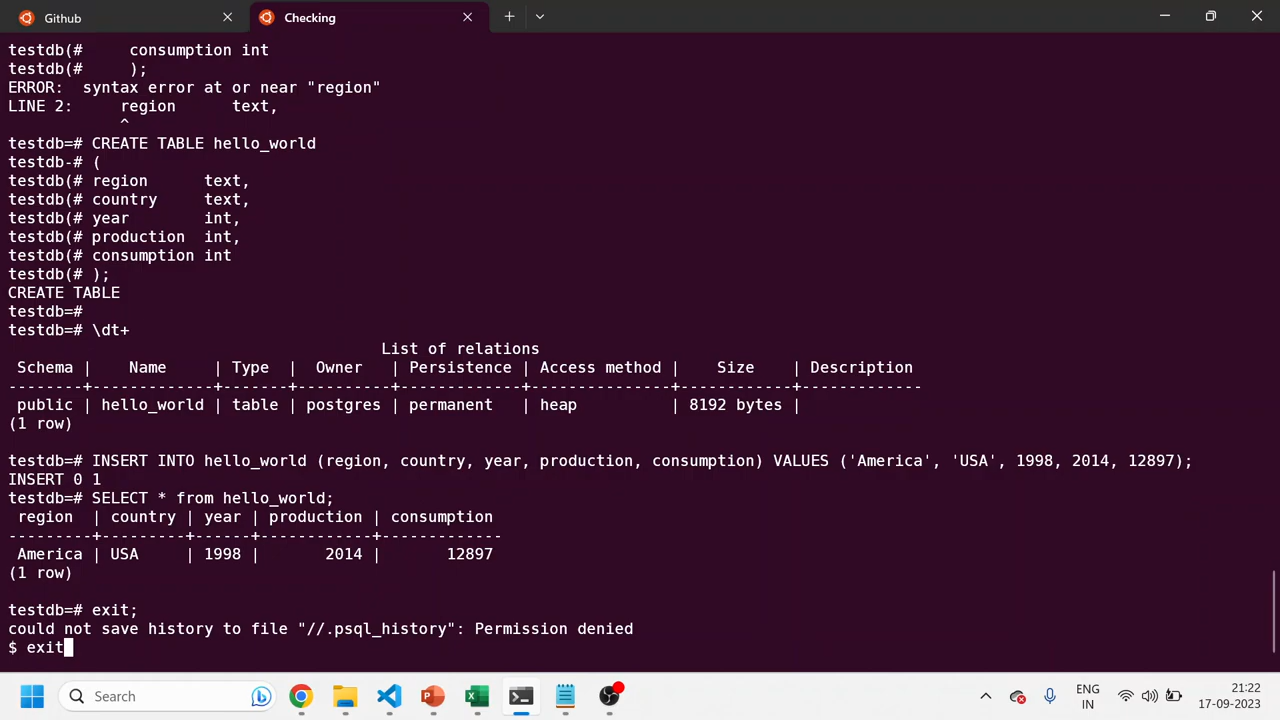 Github
Checking
testdb(#     consumption int
testdb(#     );
ERROR:  syntax error at or near "region"
LINE 2:     region      text,
            ^
testdb=# CREATE TABLE hello_world
testdb-# (
testdb(# region      text,
testdb(# country     text,
testdb(# year        int,
testdb(# production  int,
testdb(# consumption int
testdb(# );
CREATE TABLE
testdb=#
testdb=# \dt+
                                        List of relations
 Schema |    Name     | Type  |  Owner   | Persistence | Access method |    Size    | Description
--------+-------------+-------+----------+-------------+---------------+------------+-------------
 public | hello_world | table | postgres | permanent   | heap          | 8192 bytes |
(1 row)
testdb=# INSERT INTO hello_world (region, country, year, production, consumption) VALUES ('America', 'USA', 1998, 2014, 12897);
INSERT 0 1
testdb=# SELECT * from hello_world;
 region  | country | year | production | consumption
---------+---------+------+------------+-------------
 America | USA     | 1998 |       2014 |       12897
(1 row)
testdb=# exit;
could not save history to file "//.psql_history": Permission denied
$ exit
Search
ENG
IN
21:22
17-09-2023